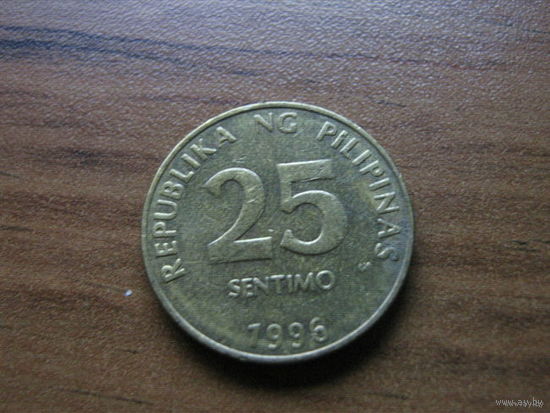 REPUBLIKA NG PILIPINAS
25
SENTIMO
1996
www.ay.by